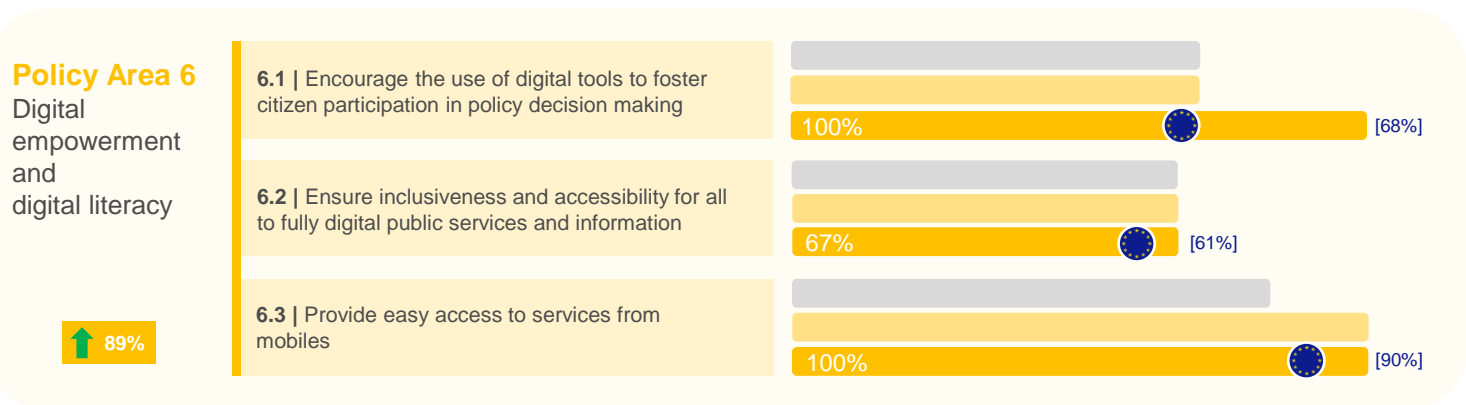 Policy Area 6
Digital
empowerment
and
digital literacy
89%
6.1 | Encourage the use of digital tools to foster
citizen participation in policy decision making
100%
[68%]
6.2 | Ensure inclusiveness and accessibility for all
to fully digital public services and information
67%
[61%]
6.3 | Provide easy access to services from
mobiles
100%
[90%]